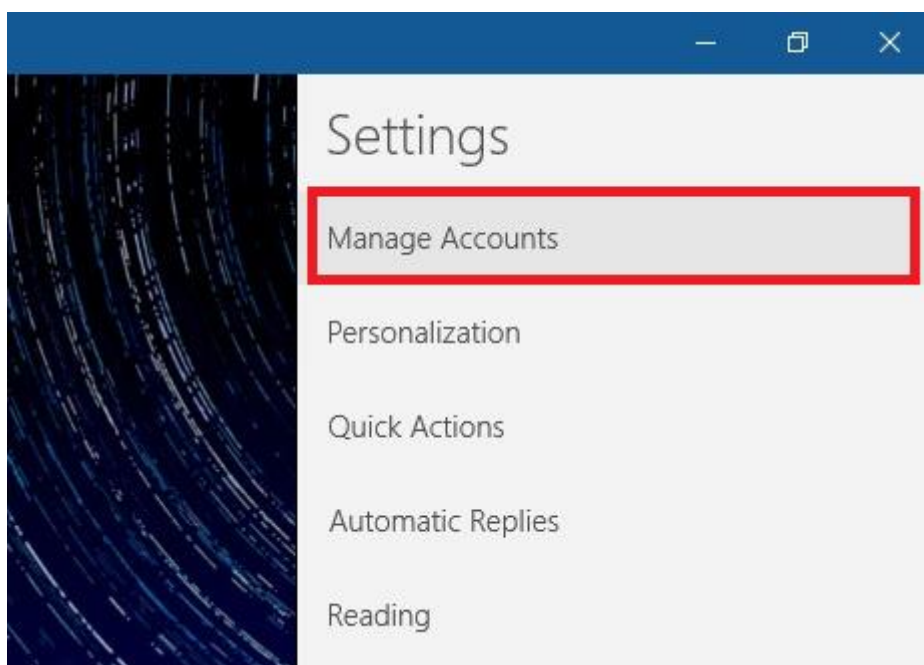 Settings
Manage Accounts
Personalization
Quick Actions
Automatic Replies
Reading